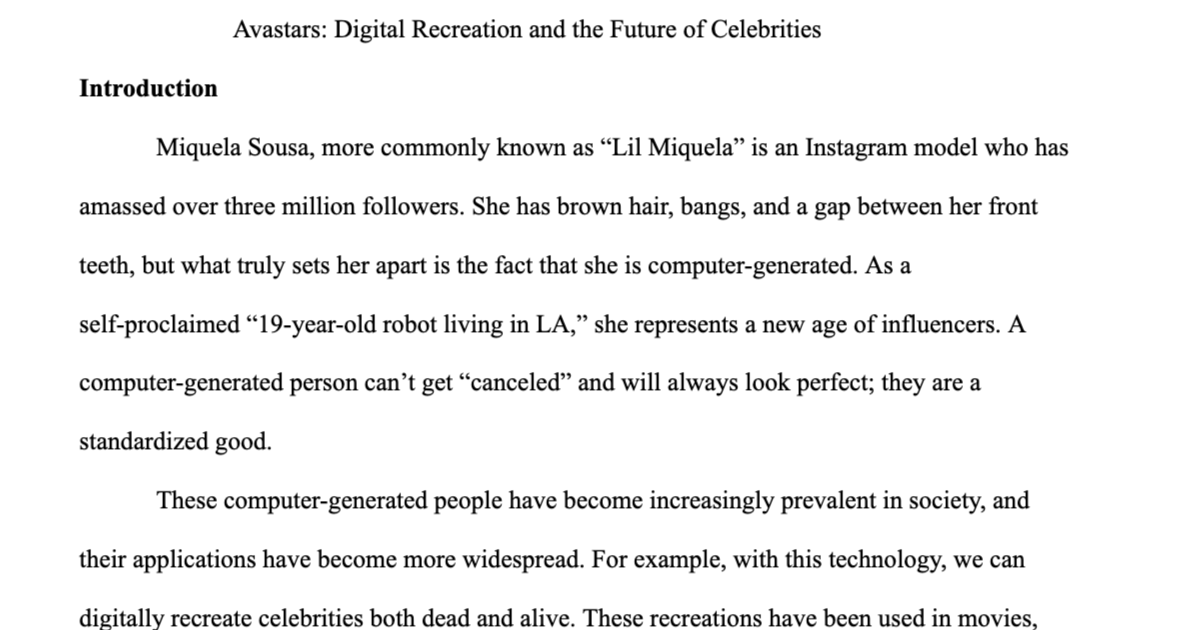 Avastars: Digital Recreation and the Future of Celebrities
Introduction
Miquela Sousa, more commonly known as “Lil Miquela” is an Instagram model who has
amassed over three million followers. She has brown hair, bangs, and a gap between her front
teeth, but what truly sets her apart is the fact that she is computer-generated. As a
self-proclaimed “19-year-old robot living in LA,” she represents a new age of influencers. A
computer-generated person can’t get “canceled” and will always look perfect; they are a
standardized good.
These computer-generated people have become increasingly prevalent in society, and
their applications have become more widespread. For example, with this technology, we can
digitally recreate celebrities both dead and alive. These recreations have been used in movies,